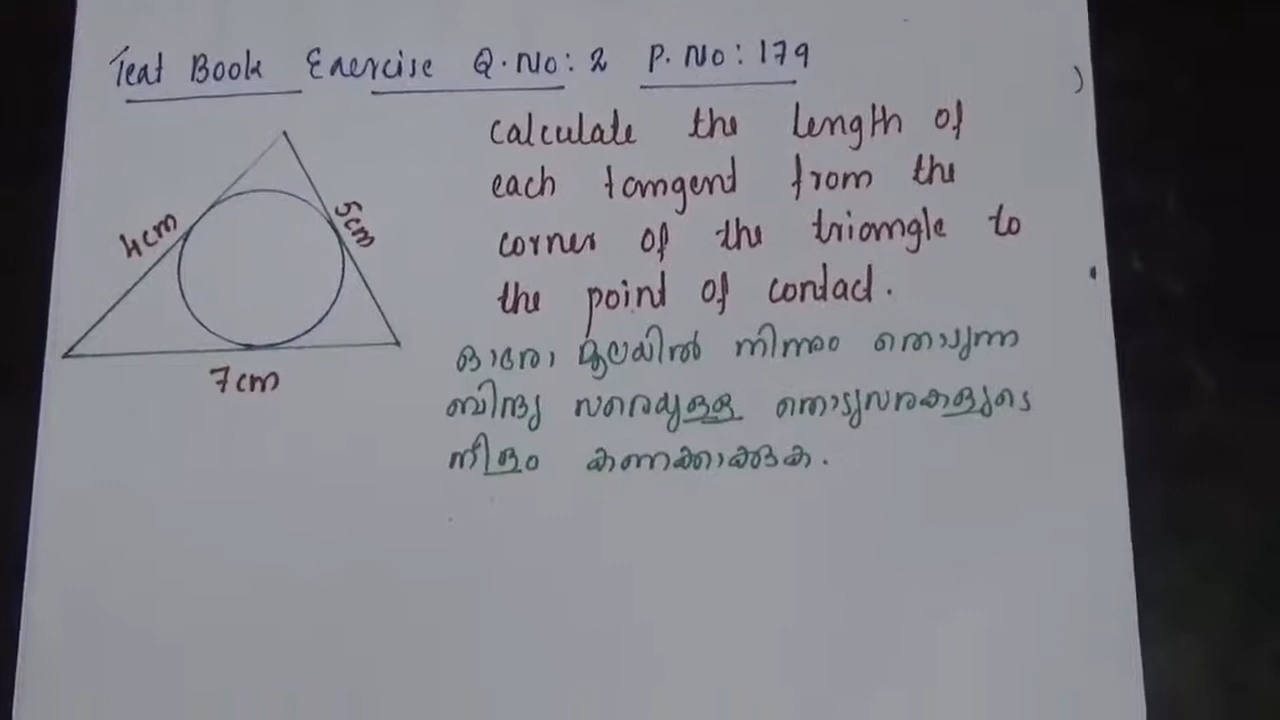 Text Book Exercise Q.No: 2 P.No: 179
calculate the length of
each tangend from the
corner of the triangle to
the point of contact.
4cm
5cm
7cm
ഓരോ മൂലയിൽ നിന്നും തൊടുന്ന
ബിന്ദു വരെയുള്ള തൊടുവരകളുടെ
നീളം കണക്കാക്കുക.